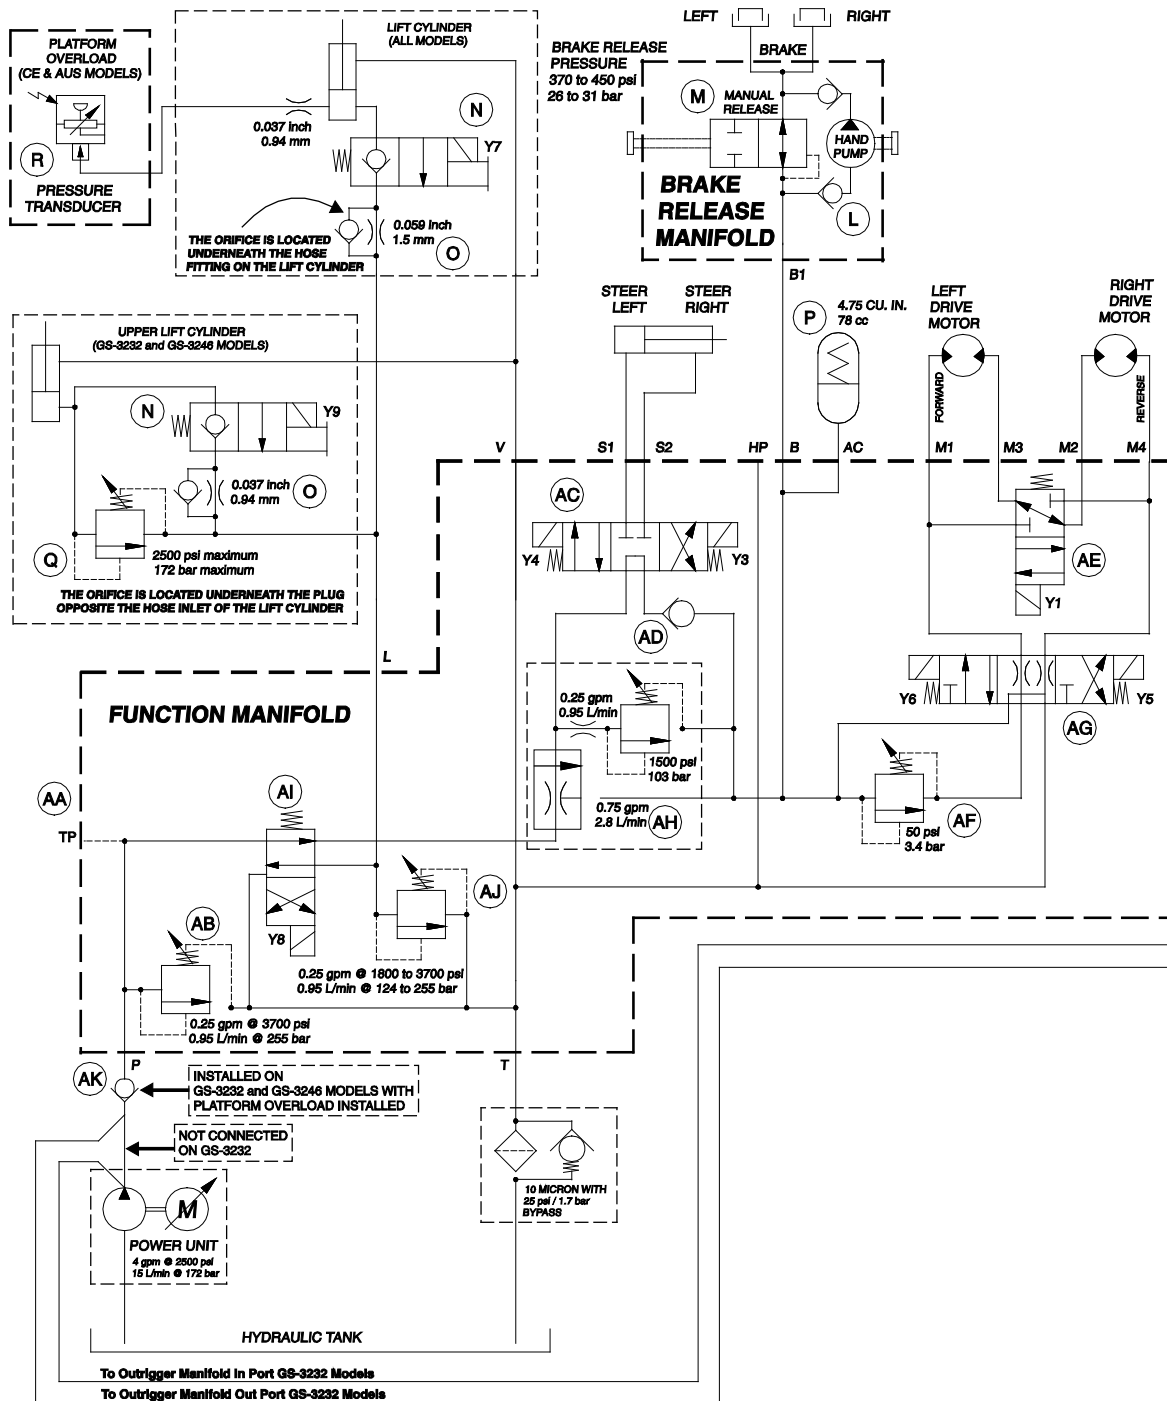 PLATFORM
OVERLOAD
(CE & AUS MODELS)
R
PRESSURE
TRANSDUCER
LIFT CYLINDER
(ALL MODELS)
N
0.037 inch
0.94 mm
Y7
0.059 inch
1.5 mm
O
THE ORIFICE IS LOCATED
UNDERNEATH THE HOSE
FITTING ON THE LIFT CYLINDER
LEFT
RIGHT
BRAKE
BRAKE RELEASE
PRESSURE
370 to 450 psi
26 to 31 bar
M
MANUAL
RELEASE
HAND
PUMP
BRAKE
RELEASE
MANIFOLD
L
B1
UPPER LIFT CYLINDER
(GS-3232 and GS-3246 MODELS)
N
Y9
0.037 inch
0.94 mm
O
Q
2500 psi maximum
172 bar maximum
THE ORIFICE IS LOCATED UNDERNEATH THE PLUG
OPPOSITE THE HOSE INLET OF THE LIFT CYLINDER
STEER
LEFT
STEER
RIGHT
P
4.75 CU. IN.
78 cc
LEFT
DRIVE
MOTOR
RIGHT
DRIVE
MOTOR
FORWARD
REVERSE
V
S1
S2
HP
B
AC
M1
M3
M2
M4
AC
Y4
Y3
AE
Y1
AD
L
FUNCTION MANIFOLD
0.25 gpm
0.95 L/min
1500 psi
103 bar
0.75 gpm
2.8 L/min
AH
Y6
Y5
AG
AF
50 psi
3.4 bar
AA
TP
AI
Y8
AJ
0.25 gpm @ 1800 to 3700 psi
0.95 L/min @ 124 to 255 bar
AB
0.25 gpm @ 3700 psi
0.95 L/min @ 255 bar
P
T
AK
INSTALLED ON
GS-3232 and GS-3246 MODELS WITH
PLATFORM OVERLOAD INSTALLED
NOT CONNECTED
ON GS-3232
M
POWER UNIT
4 gpm @ 2500 psi
15 L/min @ 172 bar
10 MICRON WITH
25 psi / 1.7 bar
BYPASS
HYDRAULIC TANK
To Outrigger Manifold In Port GS-3232 Models
To Outrigger Manifold Out Port GS-3232 Models